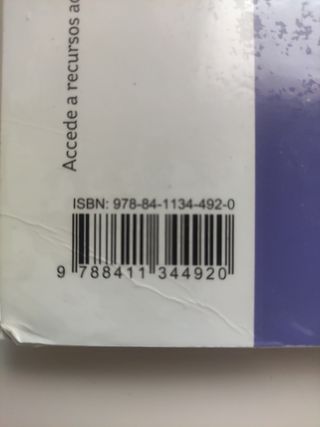 Accede a recursos
ISBN: 978-84-1134-492-0
9 788411 344920